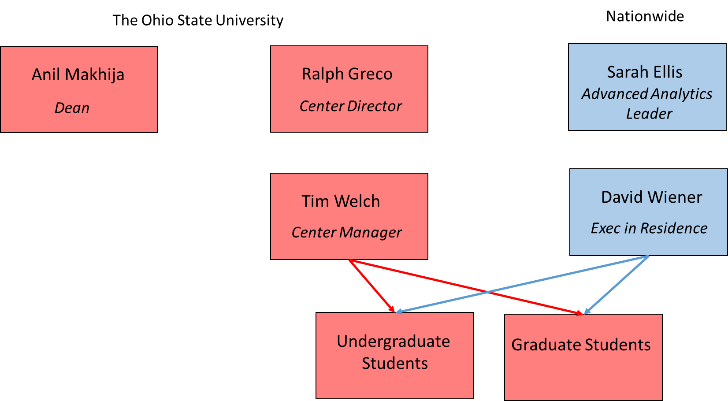 The Ohio State University
Nationwide
Anil Makhija
Dean
Ralph Greco
Center Director
Sarah Ellis
Advanced Analytics
Leader
Tim Welch
Center Manager
David Wiener
Exec in Residence
Undergraduate
Students
Graduate Students